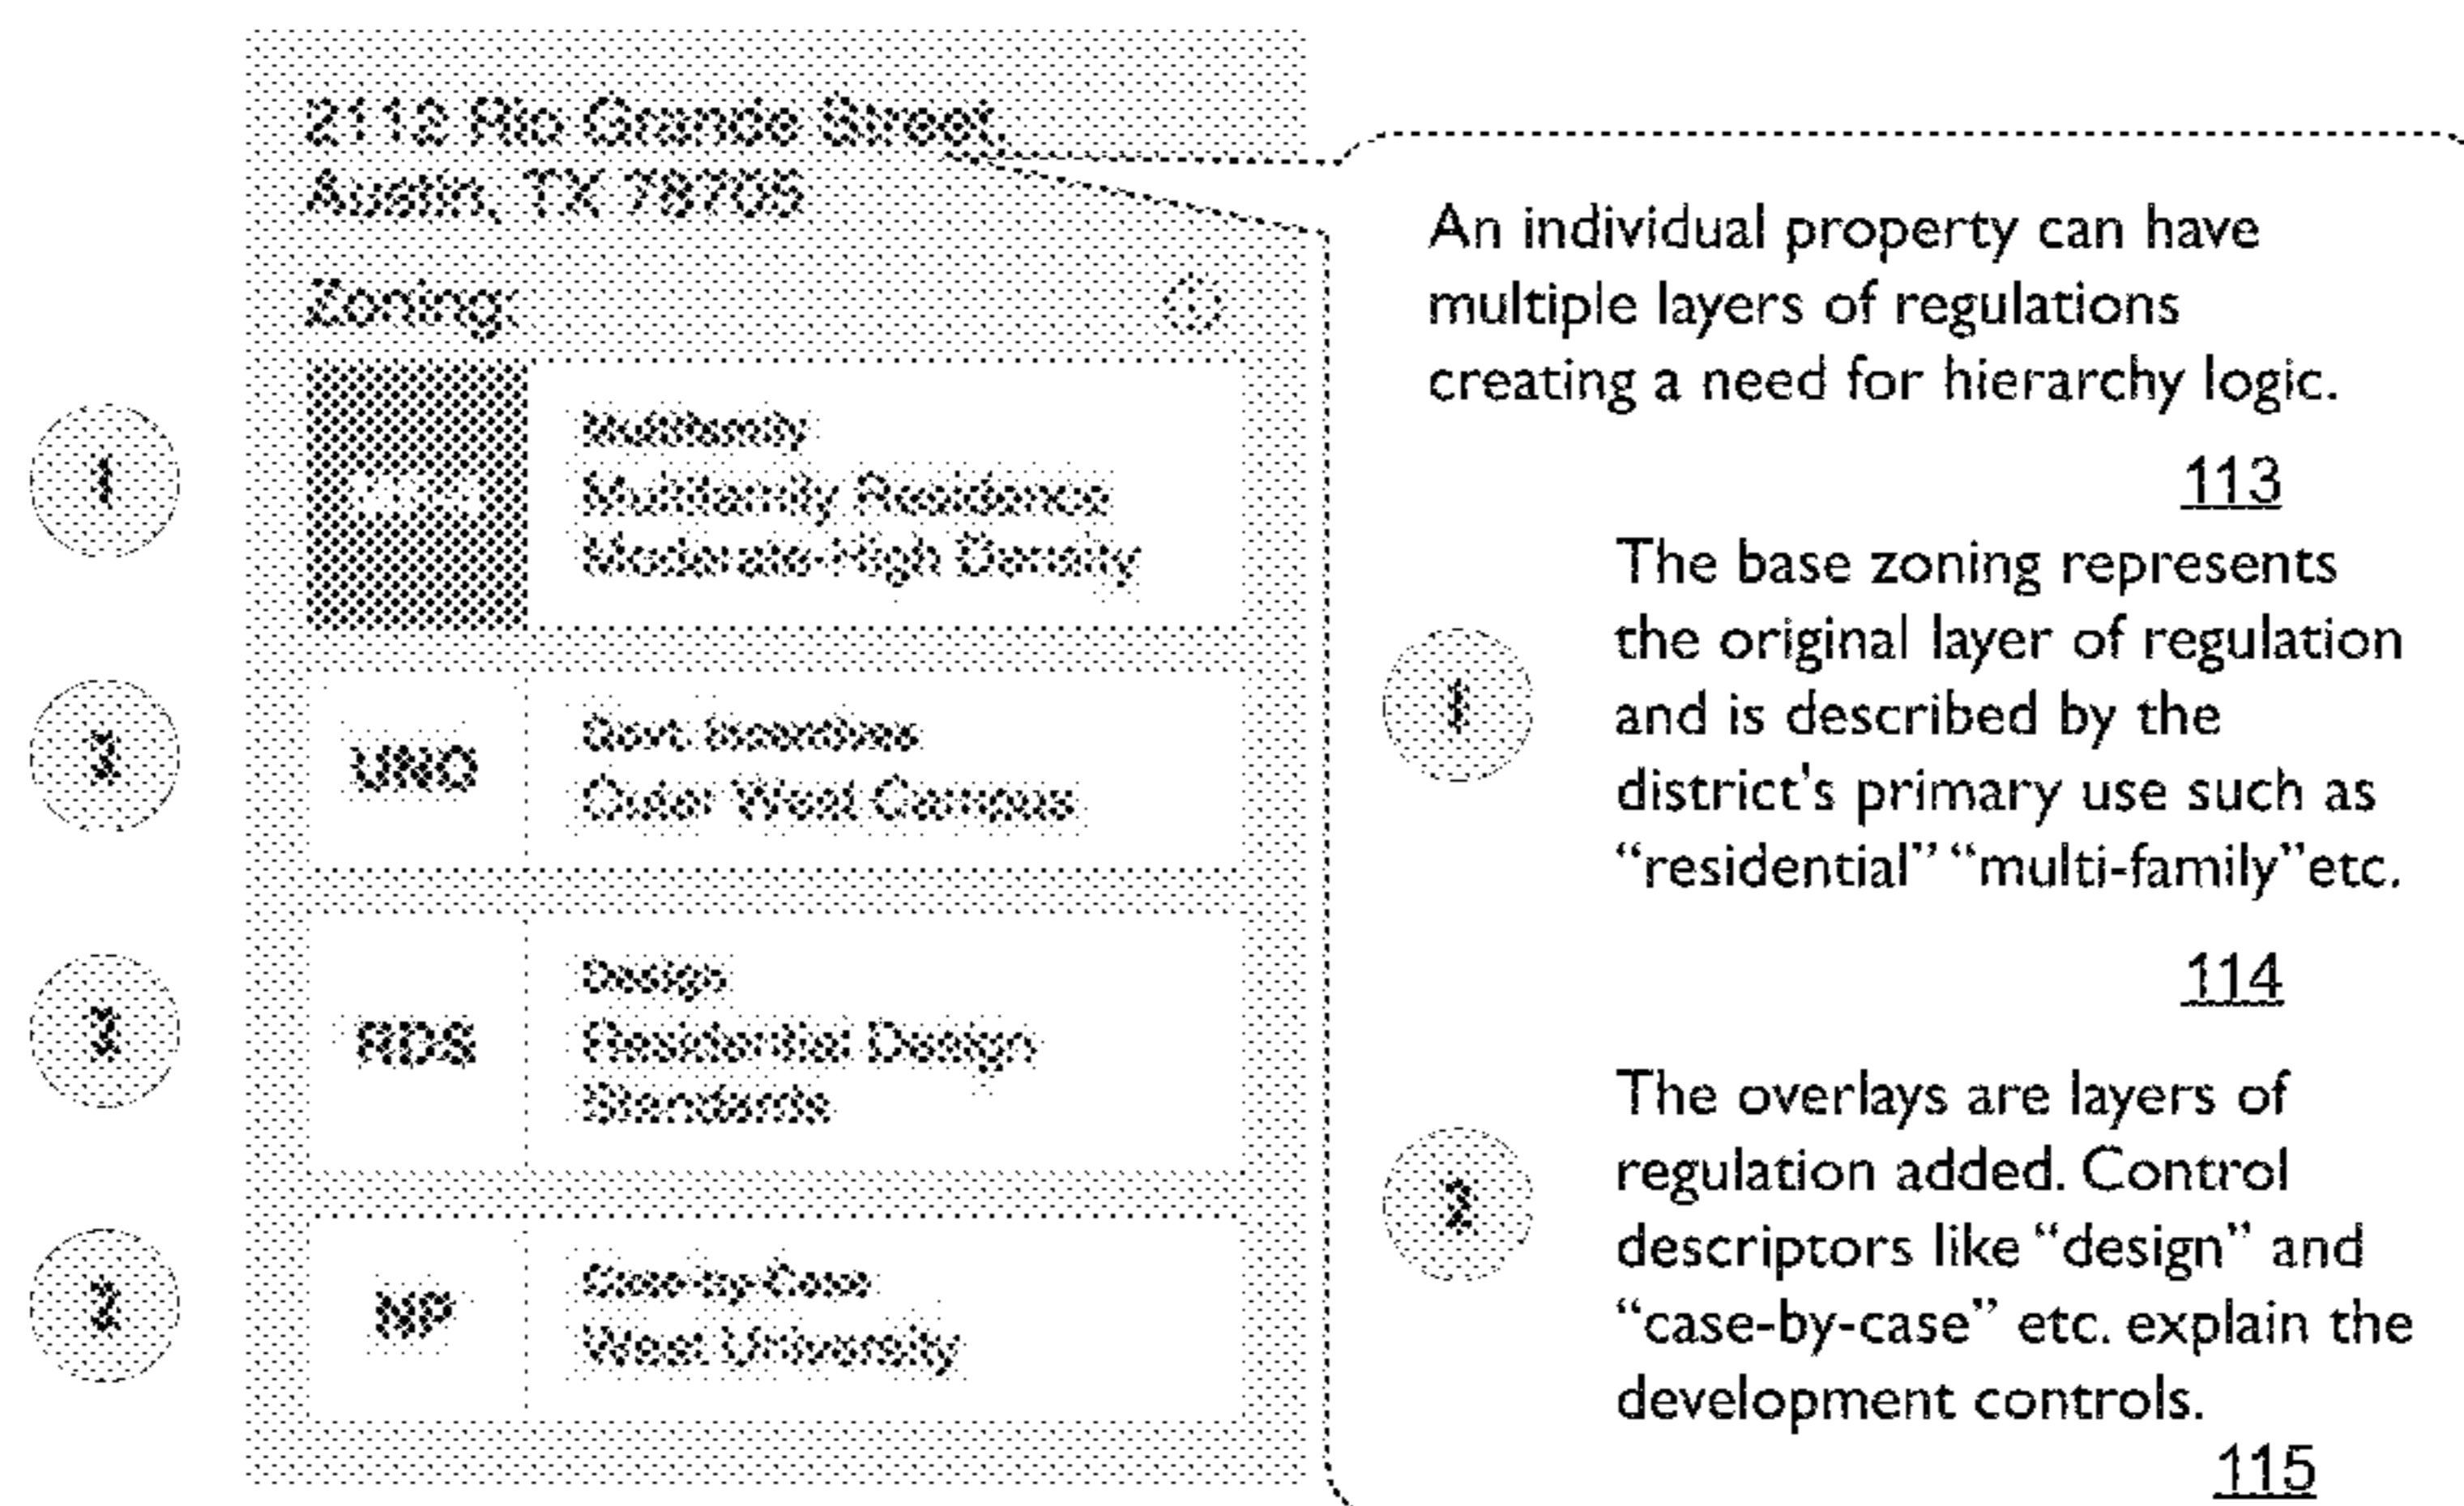 2112 Rio Grande Street,
Austin, TX 78705
Zoning:
1
Multifamily
Multifamily Residence
Moderate-High Density
2
UNO
Govt. Incentives
Outer West Campus
2
RDS
Design
Residential Design
Standards
2
NP
Case-by-Case
West University
An individual property can have
multiple layers of regulations
creating a need for hierarchy logic.
113
1
The base zoning represents
the original layer of regulation
and is described by the
district's primary use such as
“residential” “multi-family”etc.
114
2
The overlays are layers of
regulation added. Control
descriptors like “design” and
“case-by-case” etc. explain the
development controls.
115